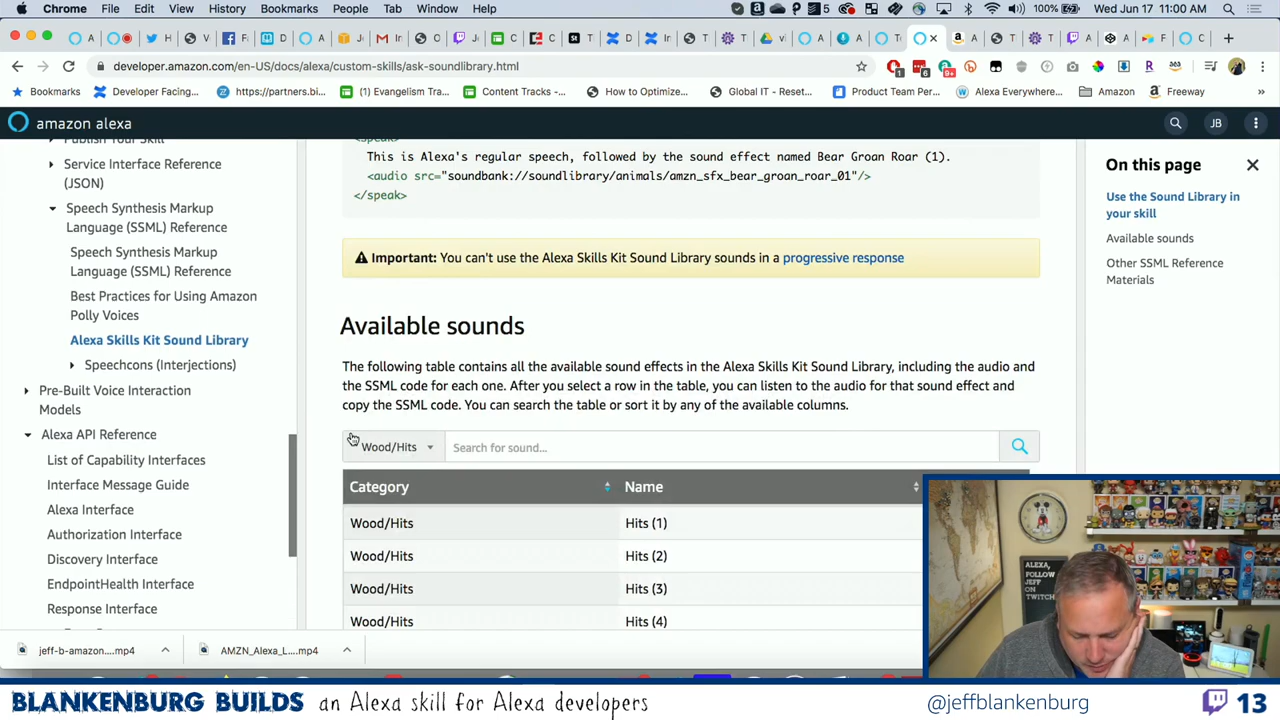 Chrome File Edit View History Bookmarks People Tab Window Help 5 100% Wed Jun 17 11:00 AM
developer.amazon.com/en-US/docs/alexa/custom-skills/ask-soundlibrary.html
Bookmarks Developer Facing... https://partners.bi... (1) Evangelism Tra... Content Tracks -... How to Optimize... Global IT - Reset... Product Team Per... Alexa Everywhere... Amazon Freeway
amazon alexa JB
Publish Your Skill
Service Interface Reference
(JSON)
Speech Synthesis Markup
Language (SSML) Reference
Speech Synthesis Markup
Language (SSML) Reference
Best Practices for Using Amazon
Polly Voices
Alexa Skills Kit Sound Library
Speechcons (Interjections)
Pre-Built Voice Interaction
Models
Alexa API Reference
List of Capability Interfaces
Interface Message Guide
Alexa Interface
Authorization Interface
Discovery Interface
EndpointHealth Interface
Response Interface
<speak>
This is Alexa's regular speech, followed by the sound effect named Bear Groan Roar (1).
<audio src="soundbank://soundlibrary/animals/amzn_sfx_bear_groan_roar_01"/>
</speak>
Important: You can't use the Alexa Skills Kit Sound Library sounds in a progressive response
Available sounds
The following table contains all the available sound effects in the Alexa Skills Kit Sound Library, including the audio and
the SSML code for each one. After you select a row in the table, you can listen to the audio for that sound effect and
copy the SSML code. You can search the table or sort it by any of the available columns.
Wood/Hits Search for sound...
Category Name
Wood/Hits Hits (1)
Wood/Hits Hits (2)
Wood/Hits Hits (3)
Wood/Hits Hits (4)
On this page
Use the Sound Library in
your skill
Available sounds
Other SSML Reference
Materials
ALEXA,
FOLLOW
JEFF
ON
TWITCH
jeff-b-amazon....mp4 AMZN_Alexa_L....mp4
BLANKENBURG BUILDS an Alexa skill for Alexa developers @jeffblankenburg 13